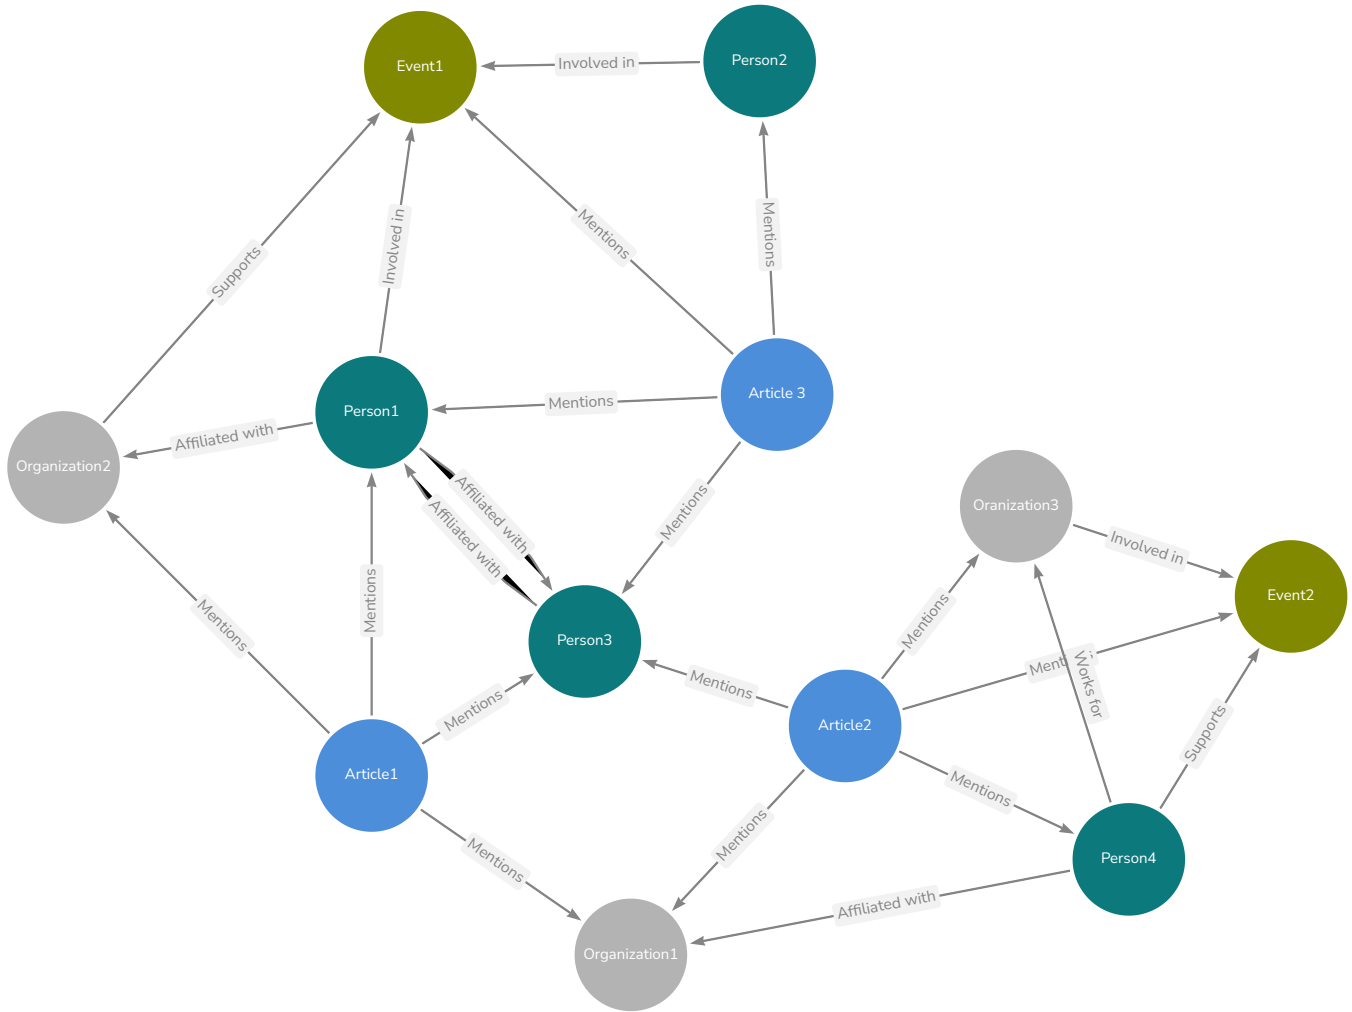 Event1
Person2
Involved in
Mentions
Mentions
Involved in
Supports
Person1
Article 3
Mentions
Affiliated with
Organization2
Affiliated with
Affiliated with
Mentions
Oranization3
Involved in
Event2
Mentions
Mentions
Person3
Mentions
Mentions
Works for
Mentions
Mentions
Article2
Supports
Article1
Mentions
Mentions
Mentions
Person4
Affiliated with
Organization1